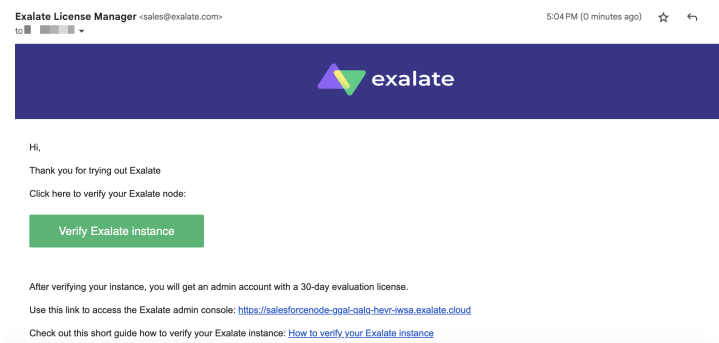 Exalate License Manager <sales@exalate.com>
5:04 PM (0 minutes ago)
to
exalate
Hi,
Thank you for trying out Exalate
Click here to verify your Exalate node:
Verify Exalate instance
After verifying your instance, you will get an admin account with a 30-day evaluation license.
Use this link to access the Exalate admin console: https://salesforcenode-ggal-qalq-hevr-iwsa.exalate.cloud
Check out this short guide how to verify your Exalate instance: How to verify your Exalate instance